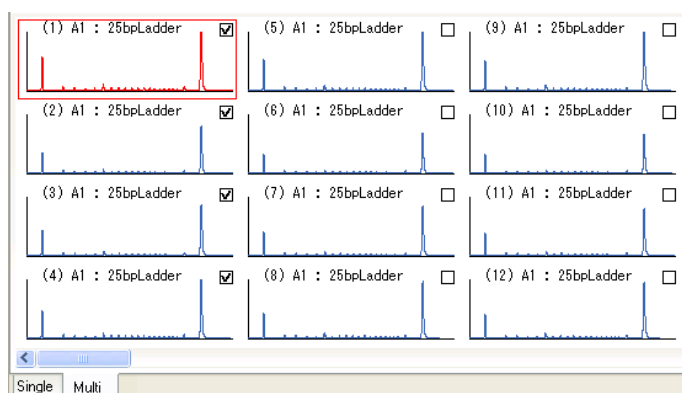 (1) A1 : 25bpLadder
(5) A1 : 25bpLadder
(9) A1 : 25bpLadder
(2) A1 : 25bpLadder
(6) A1 : 25bpLadder
(10) A1 : 25bpLadder
(3) A1 : 25bpLadder
(7) A1 : 25bpLadder
(11) A1 : 25bpLadder
(4) A1 : 25bpLadder
(8) A1 : 25bpLadder
(12) A1 : 25bpLadder
Single Multi